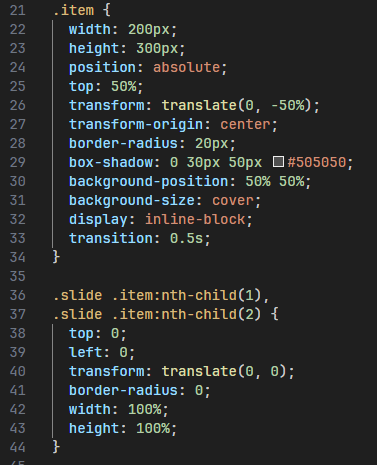 21 .item {
22   width: 200px;
23   height: 300px;
24   position: absolute;
25   top: 50%;
26   transform: translate(0, -50%);
27   transform-origin: center;
28   border-radius: 20px;
29   box-shadow: 0 30px 50px #505050;
30   background-position: 50% 50%;
31   background-size: cover;
32   display: inline-block;
33   transition: 0.5s;
34 }
35
36 .slide .item:nth-child(1),
37 .slide .item:nth-child(2) {
38   top: 0;
39   left: 0;
40   transform: translate(0, 0);
41   border-radius: 0;
42   width: 100%;
43   height: 100%;
44 }